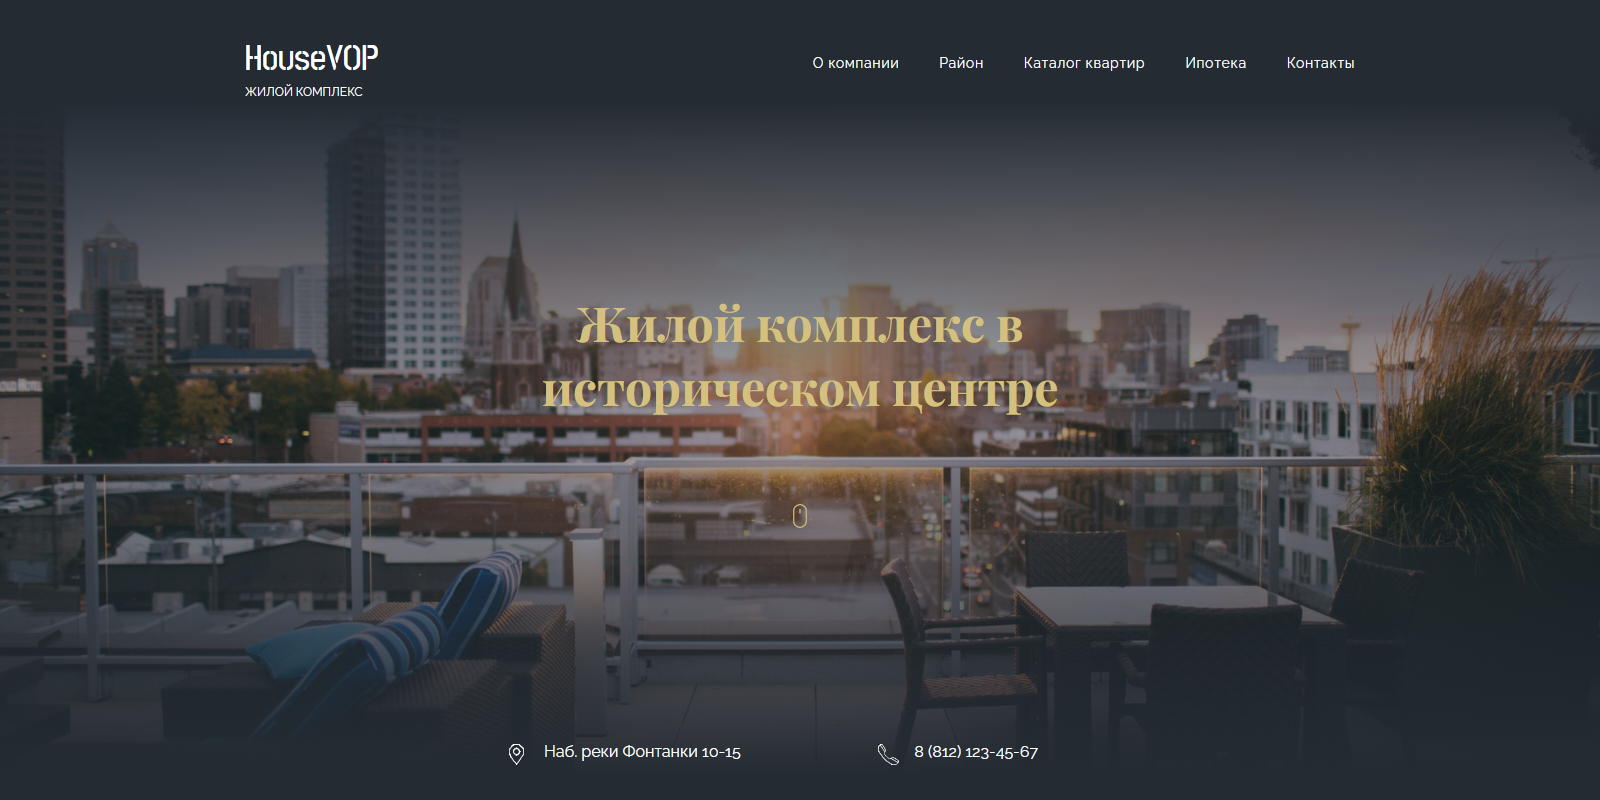 HouseVOP
ЖИЛОЙ КОМПЛЕКС
О компании Район Каталог квартир Ипотека Контакты
Жилой комплекс в
историческом центре
Наб. реки Фонтанки 10-15 8 (812) 123-45-67